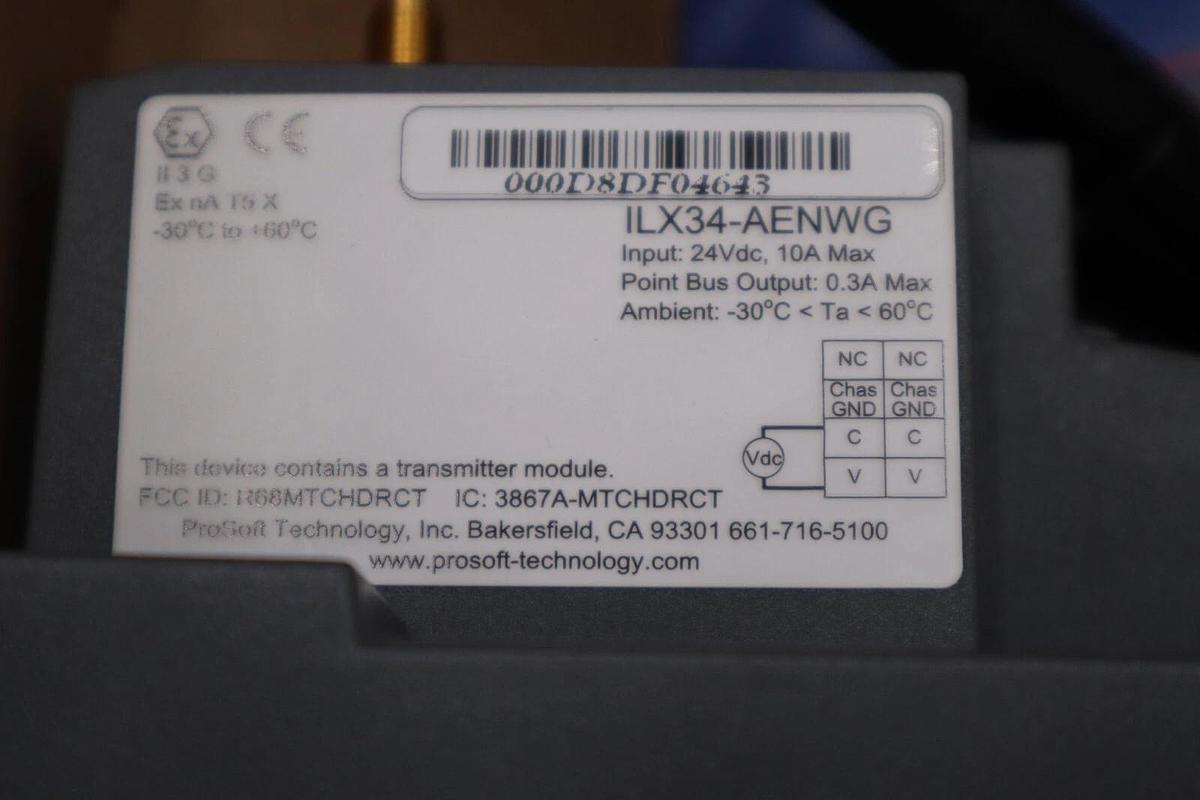 Ex CE
II 3 G
Ex nA T5 X
-30°C to +60°C
000D8DF04643
ILX34-AENWG
Input: 24Vdc, 10A Max
Point Bus Output: 0.3A Max
Ambient: -30°C < Ta < 60°C
NC NC
Chas Chas
GND GND
Vdc C C
V V
This device contains a transmitter module.
FCC ID: R68MTCHDRCT IC: 3867A-MTCHDRCT
ProSoft Technology, Inc. Bakersfield, CA 93301 661-716-5100
www.prosoft-technology.com